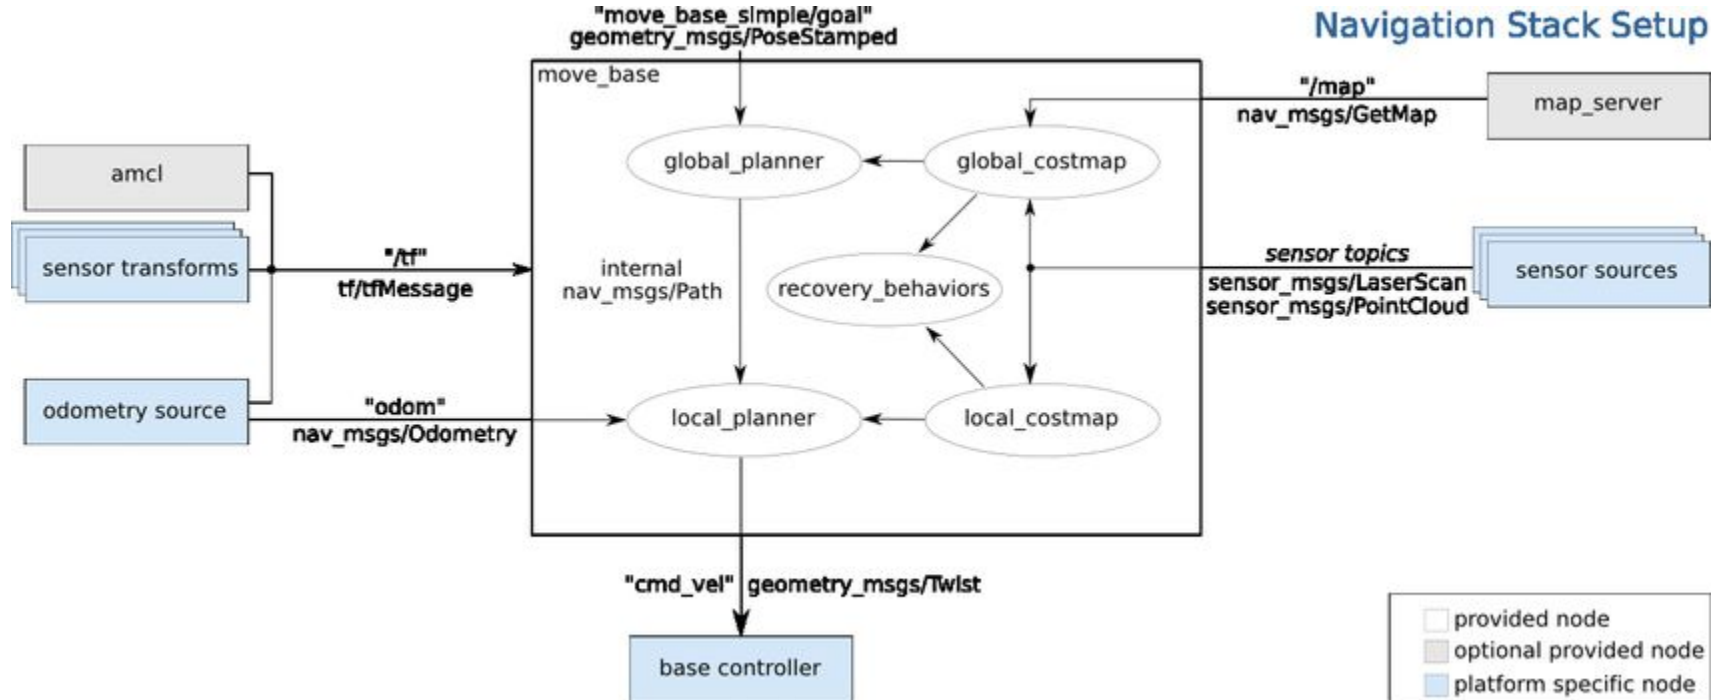 "move_base_simple/goal"
geometry_msgs/PoseStamped
Navigation Stack Setup
move_base
"/map"
nav_msgs/GetMap
map_server
global_planner
global_costmap
amcl
sensor transforms
"/tf"
tf/tfMessage
internal
nav_msgs/Path
recovery_behaviors
sensor topics
sensor_msgs/LaserScan
sensor_msgs/PointCloud
sensor sources
odometry source
"odom"
nav_msgs/Odometry
local_planner
local_costmap
"cmd_vel" geometry_msgs/Twist
base controller
provided node
optional provided node
platform specific node